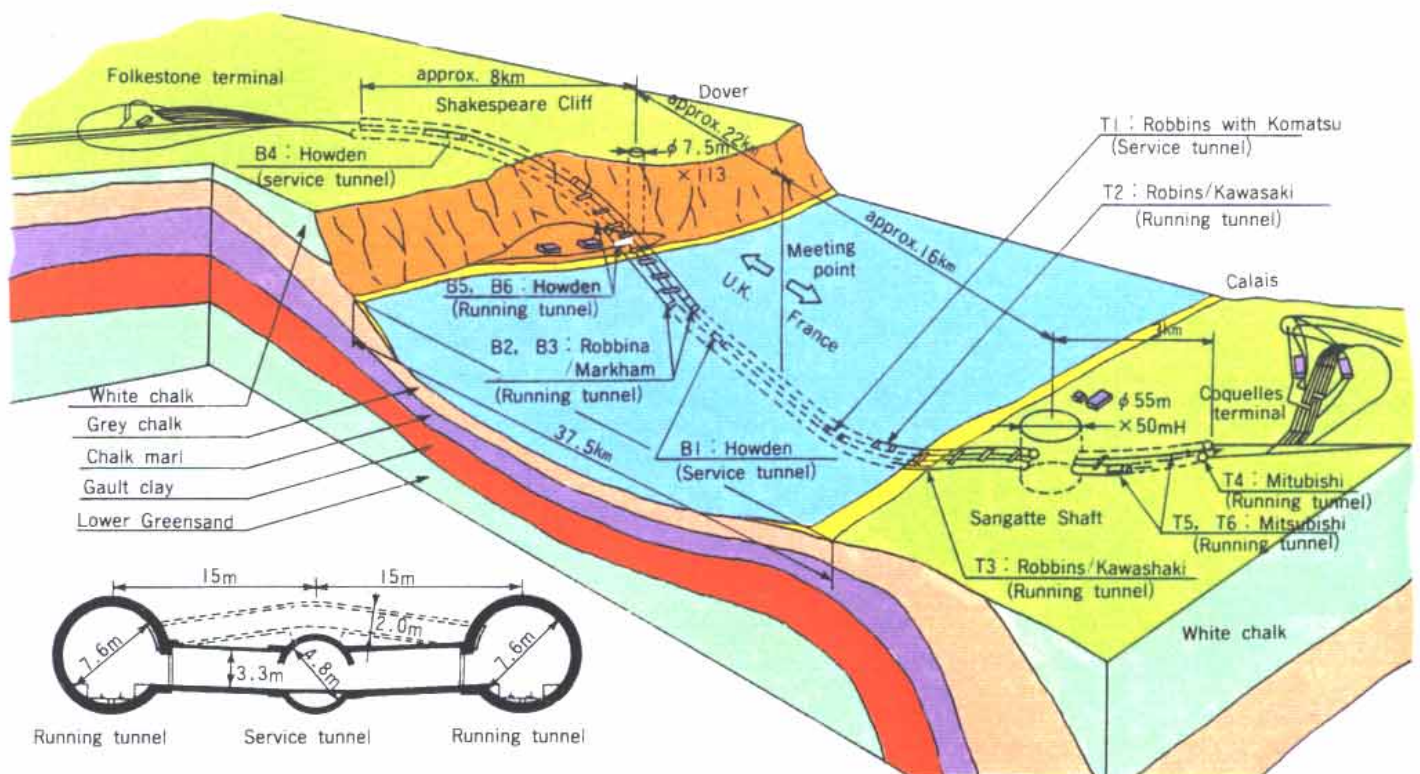 Folkestone terminal
approx. 8km
Shakespeare Cliff
Dover
approx. 22km
φ7.5m
×113
B4 : Howden
(service tunnel)
T1 : Robbins with Komatsu
(Service tunnel)
T2 : Robins/Kawasaki
(Running tunnel)
approx. 16km
Meeting
point
U.K.
France
Calais
3km
B5, B6 : Howden
(Running tunnel)
B2, B3 : Robbina
/Markham
(Running tunnel)
B1 : Howden
(Service tunnel)
37.5km
Coquelles
terminal
φ55m
×50mH
Sangatte Shaft
T4 : Mitubishi
(Running tunnel)
T5, T6 : Mitsubishi
(Running tunnel)
T3 : Robbins/Kawashaki
(Running tunnel)
White chalk
White chalk
Grey chalk
Chalk marl
Gault clay
Lower Greensand
15m
15m
2.0m
7.6m
3.3m
4.8m
7.6m
Running tunnel
Service tunnel
Running tunnel